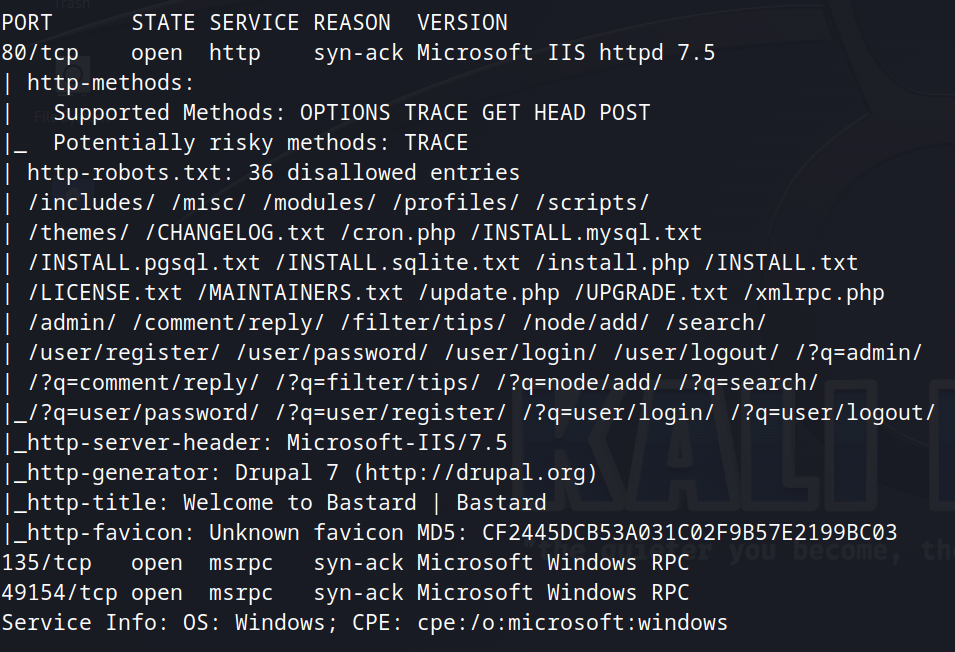 Trash
PORT      STATE SERVICE REASON  VERSION
80/tcp    open  http    syn-ack Microsoft IIS httpd 7.5
| http-methods:
|   Supported Methods: OPTIONS TRACE GET HEAD POST
|_  Potentially risky methods: TRACE
| http-robots.txt: 36 disallowed entries
| /includes/ /misc/ /modules/ /profiles/ /scripts/
| /themes/ /CHANGELOG.txt /cron.php /INSTALL.mysql.txt
| /INSTALL.pgsql.txt /INSTALL.sqlite.txt /install.php /INSTALL.txt
| /LICENSE.txt /MAINTAINERS.txt /update.php /UPGRADE.txt /xmlrpc.php
| /admin/ /comment/reply/ /filter/tips/ /node/add/ /search/
| /user/register/ /user/password/ /user/login/ /user/logout/ /?q=admin/
| /?q=comment/reply/ /?q=filter/tips/ /?q=node/add/ /?q=search/
|_/?q=user/password/ /?q=user/register/ /?q=user/login/ /?q=user/logout/
|_http-server-header: Microsoft-IIS/7.5
|_http-generator: Drupal 7 (http://drupal.org)
|_http-title: Welcome to Bastard | Bastard
|_http-favicon: Unknown favicon MD5: CF2445DCB53A031C02F9B57E2199BC03
135/tcp   open  msrpc   syn-ack Microsoft Windows RPC
49154/tcp open  msrpc   syn-ack Microsoft Windows RPC
Service Info: OS: Windows; CPE: cpe:/o:microsoft:windows
KALI
"the quieter you become, th